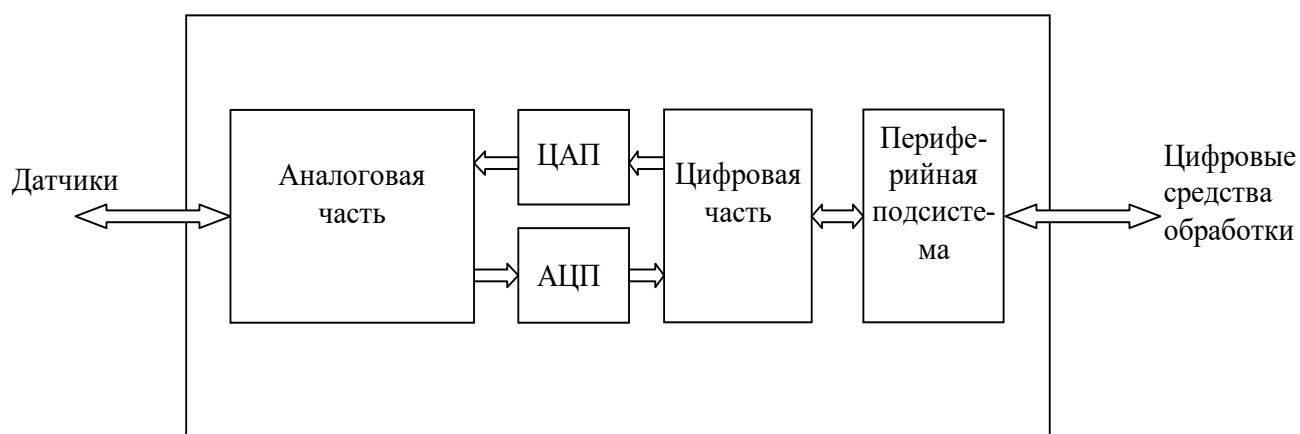 Датчики
Аналоговая
часть
ЦАП
АЦП
Цифровая
часть
Перифе-
рийная
подсисте-
ма
Цифровые
средства
обработки